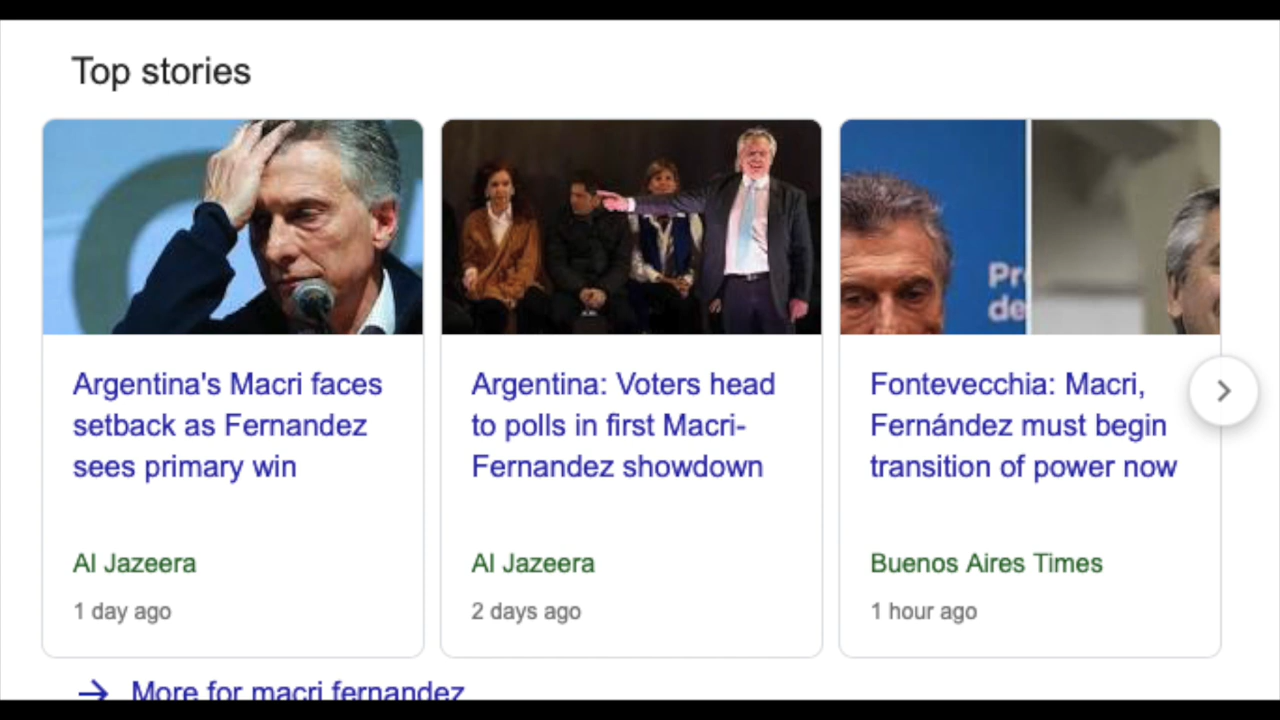 Top stories
Pr
de
Argentina's Macri faces
setback as Fernandez
sees primary win
Al Jazeera
1 day ago
Argentina: Voters head
to polls in first Macri-
Fernandez showdown
Al Jazeera
2 days ago
Fontevecchia: Macri,
Fernández must begin
transition of power now
Buenos Aires Times
1 hour ago
More for macri fernandez